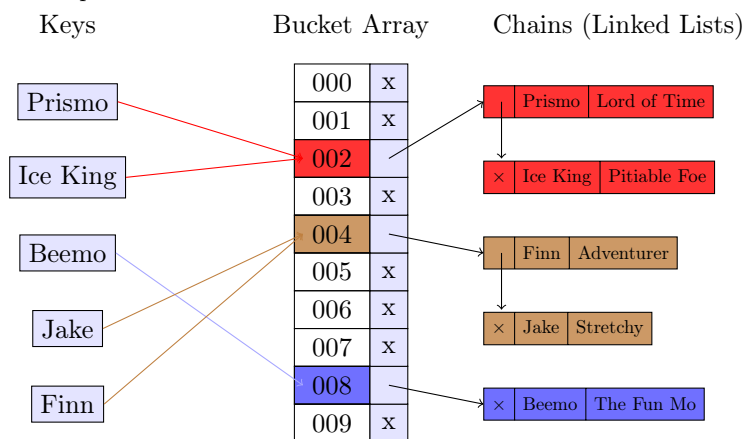 Keys Bucket Array Chains (Linked Lists)
Prismo
Ice King
Beemo
Jake
Finn
000 x
001 x
002
003 x
004
005 x
006 x
007 x
008
009 x
Prismo Lord of Time
× Ice King Pitiable Foe
Finn Adventurer
× Jake Stretchy
× Beemo The Fun Mo